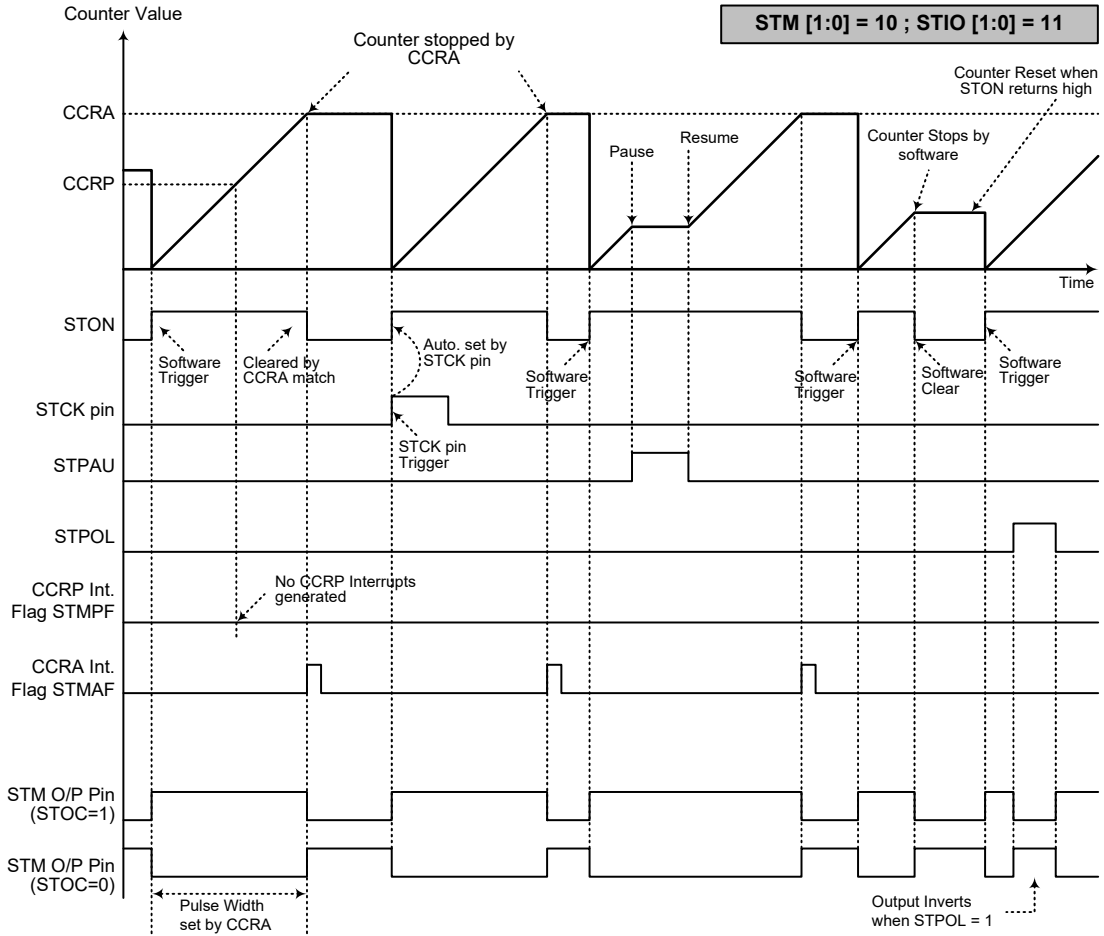 Counter Value
STM [1:0] = 10 ; STIO [1:0] = 11
Counter stopped by
CCRA
Counter Reset when
STON returns high
CCRA
Pause
Resume
Counter Stops by
software
CCRP
Time
STON
Software
Trigger
Cleared by
CCRA match
Auto. set by
STCK pin
Software
Trigger
Software
Trigger
Software
Clear
Software
Trigger
STCK pin
STCK pin
Trigger
STPAU
STPOL
CCRP Int.
Flag STMPF
No CCRP Interrupts
generated
CCRA Int.
Flag STMAF
STM O/P Pin
(STOC=1)
STM O/P Pin
(STOC=0)
Pulse Width
set by CCRA
Output Inverts
when STPOL = 1